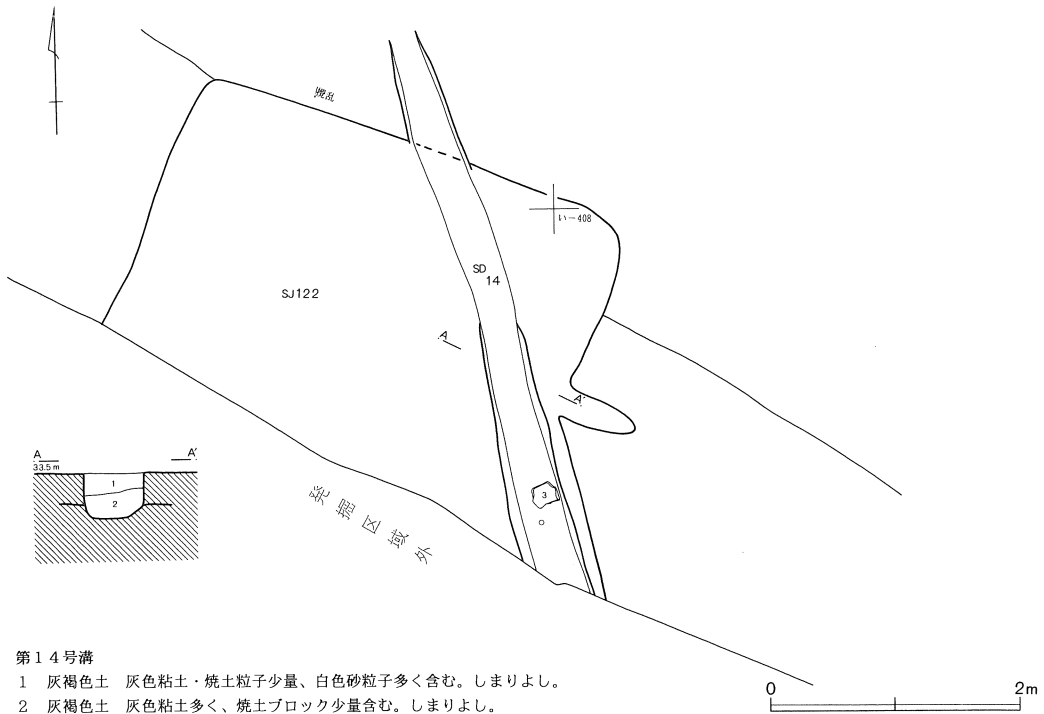 攪乱
い－408
SD
14
SJ122
A
A'
3
A
A'
33.5m
1
2
発掘区域外
第14号溝
1 灰褐色土 灰色粘土・焼土粒子少量、白色砂粒子多く含む。しまりよし。
2 灰褐色土 灰色粘土多く、焼土ブロック少量含む。しまりよし。
0
2m